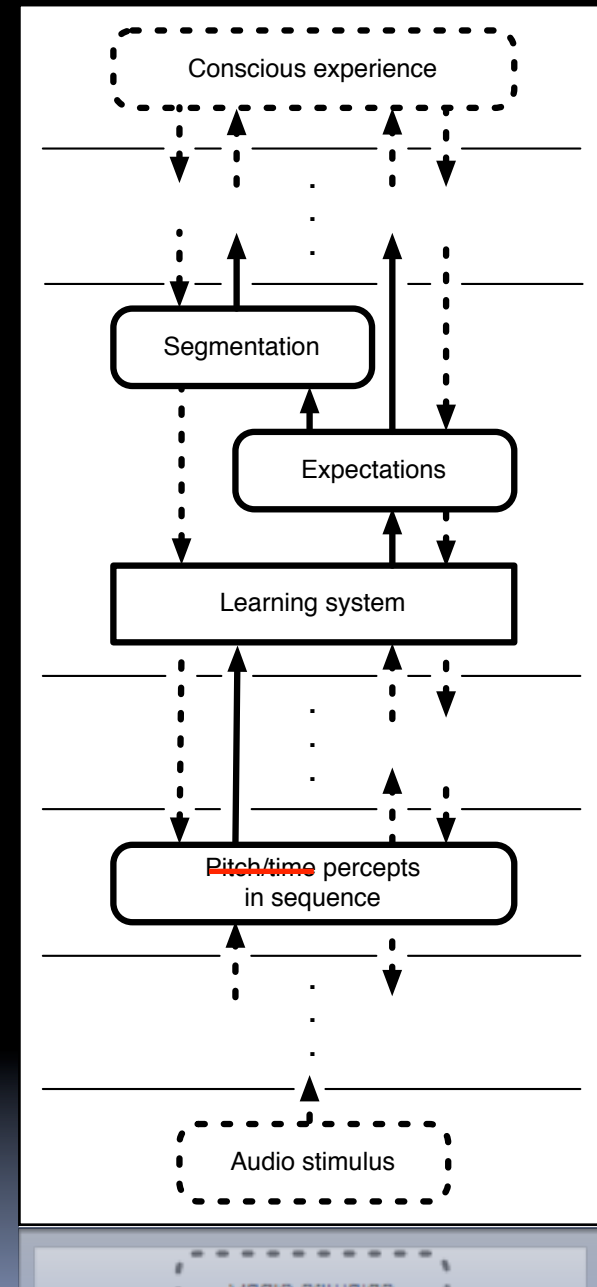 Conscious experience
Segmentation
Expectations
Learning system
Pitch/time percepts
in sequence
Audio stimulus